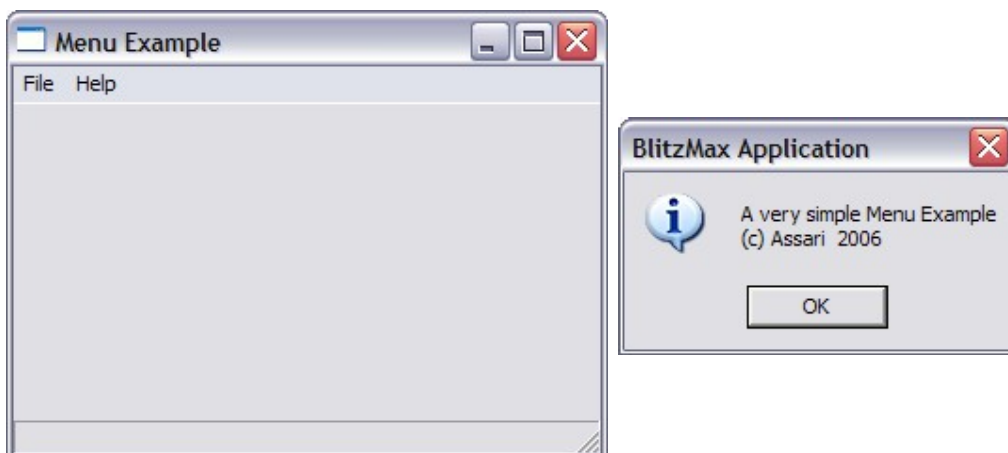 Menu Example
File Help
BlitzMax Application
A very simple Menu Example
(c) Assari 2006
OK